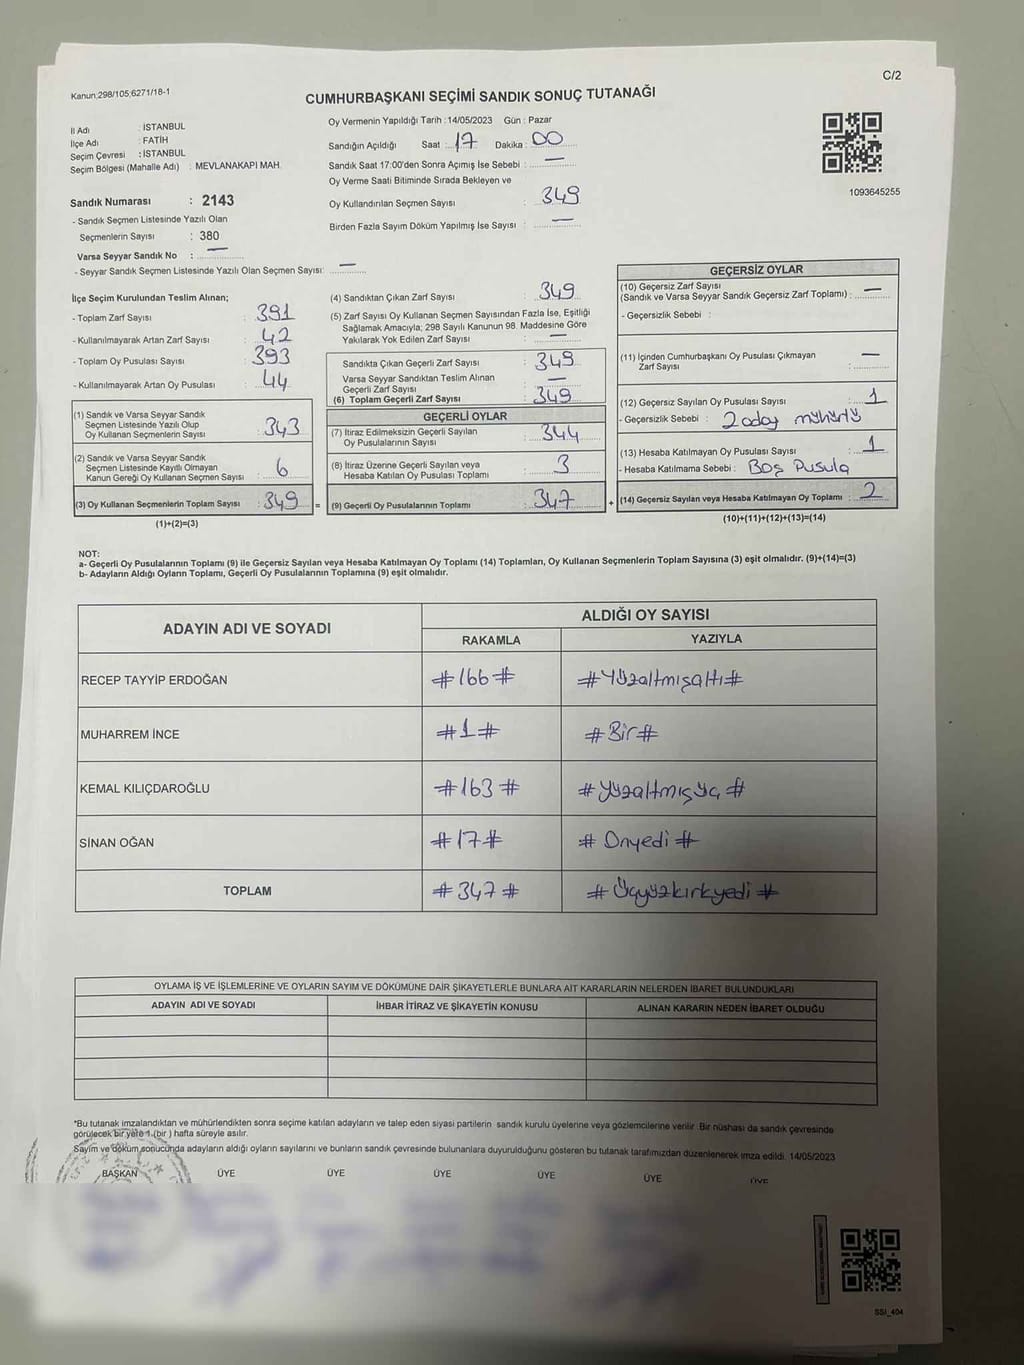 C/2
Kanun;298/105;6271/18-1
CUMHURBAŞKANI SEÇİMİ SANDIK SONUÇ TUTANAĞI
İl Adı : İSTANBUL
İlçe Adı : FATİH
Seçim Çevresi : İSTANBUL
Seçim Bölgesi (Mahalle Adı) : MEVLANAKAPI MAH.
Sandık Numarası : 2143
- Sandık Seçmen Listesinde Yazılı Olan
Seçmenlerin Sayısı : 380
Varsa Seyyar Sandık No : —
- Seyyar Sandık Seçmen Listesinde Yazılı Olan Seçmen Sayısı: —
Oy Vermenin Yapıldığı Tarih : 14/05/2023 Gün : Pazar
Sandığın Açıldığı Saat : 17 Dakika : 00
Sandık Saat 17:00'den Sonra Açımış İse Sebebi : —
Oy Verme Saati Bitiminde Sırada Bekleyen ve
Oy Kullandırılan Seçmen Sayısı : 349
Birden Fazla Sayım Döküm Yapılmış İse Sayısı : —
1093645255
İlçe Seçim Kurulundan Teslim Alınan;
- Toplam Zarf Sayısı : 391
- Kullanılmayarak Artan Zarf Sayısı : 42
- Toplam Oy Pusulası Sayısı : 393
- Kullanılmayarak Artan Oy Pusulası : 44
(1) Sandık ve Varsa Seyyar Sandık
Seçmen Listesinde Yazılı Olup
Oy Kullanan Seçmenlerin Sayısı : 343
(2) Sandık ve Varsa Seyyar Sandık
Seçmen Listesinde Kayıtlı Olmayan
Kanun Gereği Oy Kullanan Seçmen Sayısı : 6
(3) Oy Kullanan Seçmenlerin Toplam Sayısı : 349 =
(1)+(2)=(3)
(4) Sandıktan Çıkan Zarf Sayısı : 349
(5) Zarf Sayısı Oy Kullanan Seçmen Sayısından Fazla İse, Eşitliği
Sağlamak Amacıyla; 298 Sayılı Kanunun 98. Maddesine Göre
Yakılarak Yok Edilen Zarf Sayısı : —
Sandıkta Çıkan Geçerli Zarf Sayısı : 349
Varsa Seyyar Sandıktan Teslim Alınan
Geçerli Zarf Sayısı : —
(6) Toplam Geçerli Zarf Sayısı : 349
GEÇERLİ OYLAR
(7) İtiraz Edilmeksizin Geçerli Sayılan
Oy Pusulalarının Sayısı : 344
(8) İtiraz Üzerine Geçerli Sayılan veya
Hesaba Katılan Oy Pusulası Toplamı : 3
(9) Geçerli Oy Pusulalarının Toplamı : 347 +
GEÇERSİZ OYLAR
(10) Geçersiz Zarf Sayısı
(Sandık ve Varsa Seyyar Sandık Geçersiz Zarf Toplamı) : —
- Geçersizlik Sebebi :
(11) İçinden Cumhurbaşkanı Oy Pusulası Çıkmayan
Zarf Sayısı : —
(12) Geçersiz Sayılan Oy Pusulası Sayısı : 1
- Geçersizlik Sebebi : 2 aday mühürlü
(13) Hesaba Katılmayan Oy Pusulası Sayısı : 1
- Hesaba Katılmama Sebebi : Boş Pusula
(14) Geçersiz Sayılan veya Hesaba Katılmayan Oy Toplamı : 2
(10)+(11)+(12)+(13)=(14)
NOT:
a- Geçerli Oy Pusulalarının Toplamı (9) ile Geçersiz Sayılan veya Hesaba Katılmayan Oy Toplamı (14) Toplamları, Oy Kullanan Seçmenlerin Toplam Sayısına (3) eşit olmalıdır. (9)+(14)=(3)
b- Adayların Aldığı Oyların Toplamı, Geçerli Oy Pusulalarının Toplamına (9) eşit olmalıdır.
ADAYIN ADI VE SOYADI ALDIĞI OY SAYISI
RAKAMLA YAZIYLA
RECEP TAYYİP ERDOĞAN #166# #Yüzaltmışaltı#
MUHARREM İNCE #1# #Bir#
KEMAL KILIÇDAROĞLU #163# #Yüzaltmışüç#
SİNAN OĞAN #17# #Onyedi#
TOPLAM #347# #Üçyüzkırkyedi#
OYLAMA İŞ VE İŞLEMLERİNE VE OYLARIN SAYIM VE DÖKÜMÜNE DAİR ŞİKAYETLERLE BUNLARA AİT KARARLARIN NELERDEN İBARET BULUNDUKLARI
ADAYIN ADI VE SOYADI İHBAR İTİRAZ VE ŞİKAYETİN KONUSU ALINAN KARARIN NEDEN İBARET OLDUĞU
*Bu tutanak imzalandıktan ve mühürlendikten sonra seçime katılan adayların ve talep eden siyasi partilerin sandık kurulu üyelerine veya gözlemcilerine verilir. Bir nüshası da sandık çevresinde
görülecek bir yere 1 (bir) hafta süreyle asılır.
Sayım ve döküm sonucunda adayların aldığı oyların sayılarını ve bunların sandık çevresinde bulunanlara duyurulduğunu gösteren bu tutanak tarafımızdan düzenlenerek imza edildi. 14/05/2023
BAŞKAN ÜYE ÜYE ÜYE ÜYE ÜYE ÜYE
SSI_404